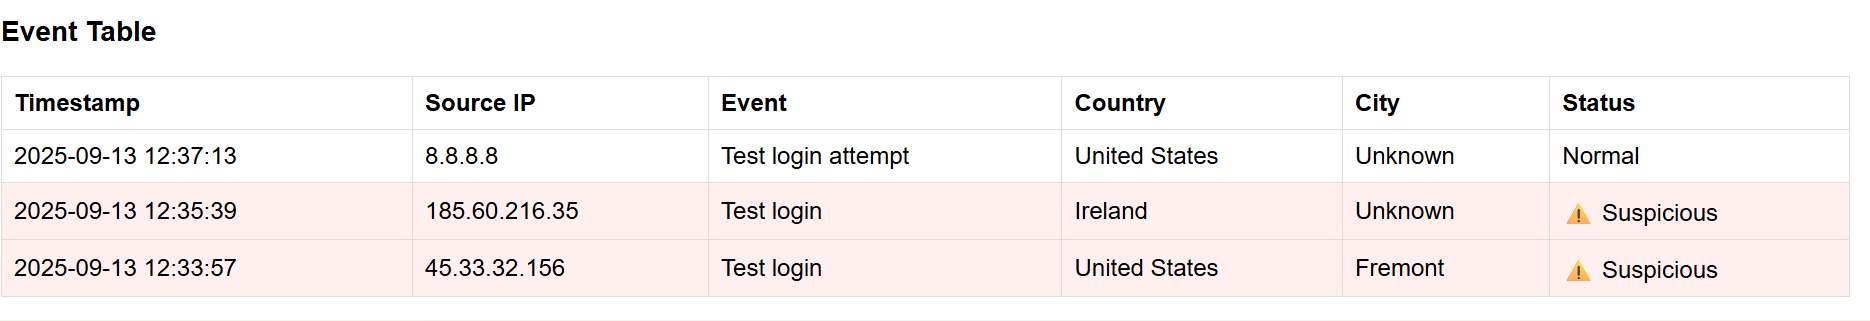 Event Table
Timestamp Source IP Event Country City Status
2025-09-13 12:37:13 8.8.8.8 Test login attempt United States Unknown Normal
2025-09-13 12:35:39 185.60.216.35 Test login Ireland Unknown ⚠ Suspicious
2025-09-13 12:33:57 45.33.32.156 Test login United States Fremont ⚠ Suspicious